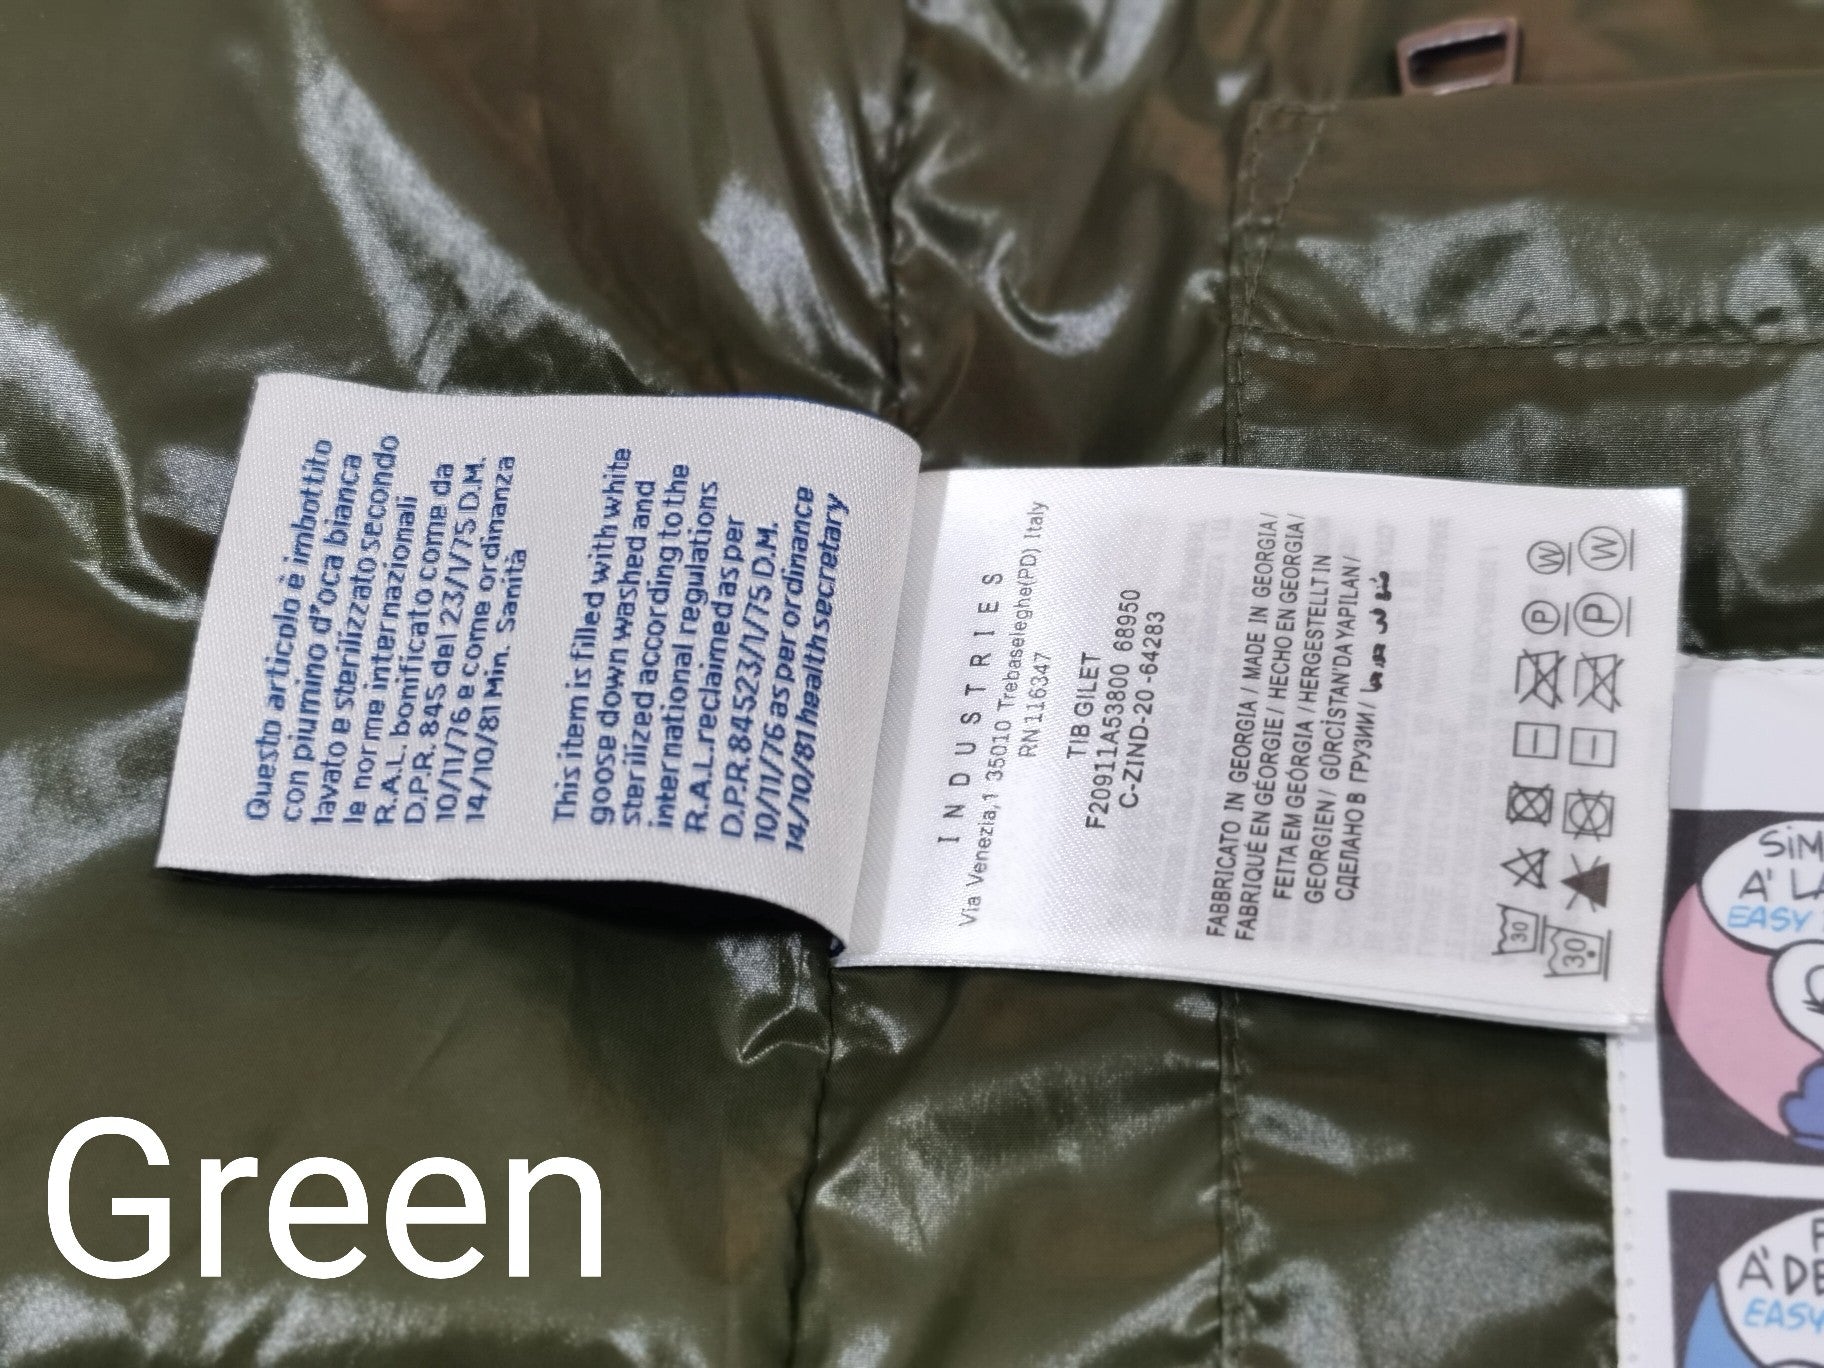 Questo articolo è imbottito
con piumino d'oca bianca
lavato e sterilizzato secondo
le norme internazionali
R.A.L. bonificato come da
D.P.R. 845 del 23/1/75 D.M.
10/11/76 e come ordinanza
14/10/81 Min. Sanità
This item is filled with white
goose down washed and
sterilized according to the
international regulations
R.A.L. reclaimed as per
D.P.R. 845 23/1/75 D.M.
10/11/76 as per ordinance
14/10/81 health secretary
INDUSTRIES
Via Venezia,1 35010 Trebaseleghe(PD) Italy
RN 116347
TIB GILET
F20911A53800 68950
C-ZIND-20-64283
FABBRICATO IN GEORGIA / MADE IN GEORGIA/
FABRIQUÉ EN GÉORGIE/ HECHO EN GEORGIA/
FEITA EM GEÓRGIA /HERGESTELLT IN
GEORGIEN/ GÜRCİSTAN'DA YAPILAN/
СДЕЛАНО В ГРУЗИИ/
30 P W
30 P W
A' LA
EASY
A' DE
EASY
Green